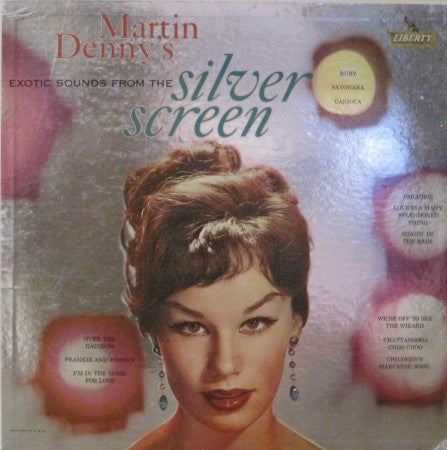 Martin
Denny's
EXOTIC SOUNDS FROM THE
silver
screen
LIBERTY
RUBY
SAYONARA
CARIOCA
PARADISE
LOVE IS A MANY
SPLENDORED
THING
SINGIN' IN
THE RAIN
OVER THE
RAINBOW
FRANKIE AND JOHNNY
I'M IN THE MOOD
FOR LOVE
WE'RE OFF TO SEE
THE WIZARD
CHATTANOOGA
CHOO CHOO
CHILDREN'S
MARCHING SONG